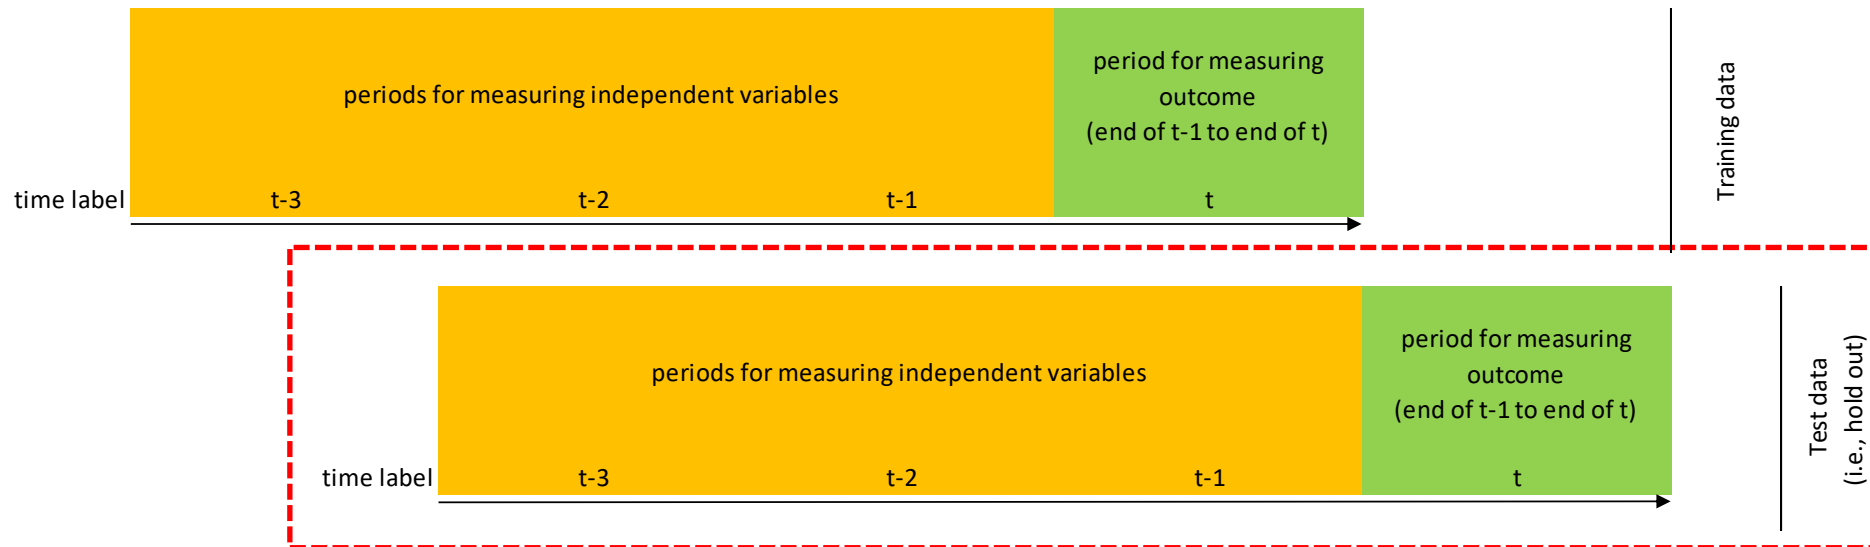 periods for measuring independent variables
period for measuring
outcome
(end of t-1 to end of t)
time label t-3 t-2 t-1 t
Training data
periods for measuring independent variables
period for measuring
outcome
(end of t-1 to end of t)
time label t-3 t-2 t-1 t
Test data
(i.e., hold out)